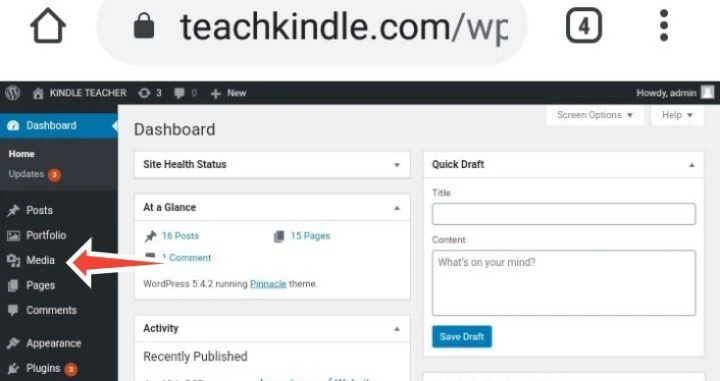 teachkindle.com/wp
4
KINDLE TEACHER 3 0 + New Howdy, admin
Screen Options ▼ Help ▼
Dashboard
Home
Updates 3
Posts
Portfolio
Media
Pages
Comments
Appearance
Plugins 3
Dashboard
Site Health Status
At a Glance
16 Posts 15 Pages
1 Comment
WordPress 5.4.2 running Pinnacle theme.
Activity
Recently Published
Quick Draft
Title
Content
What's on your mind?
Save Draft